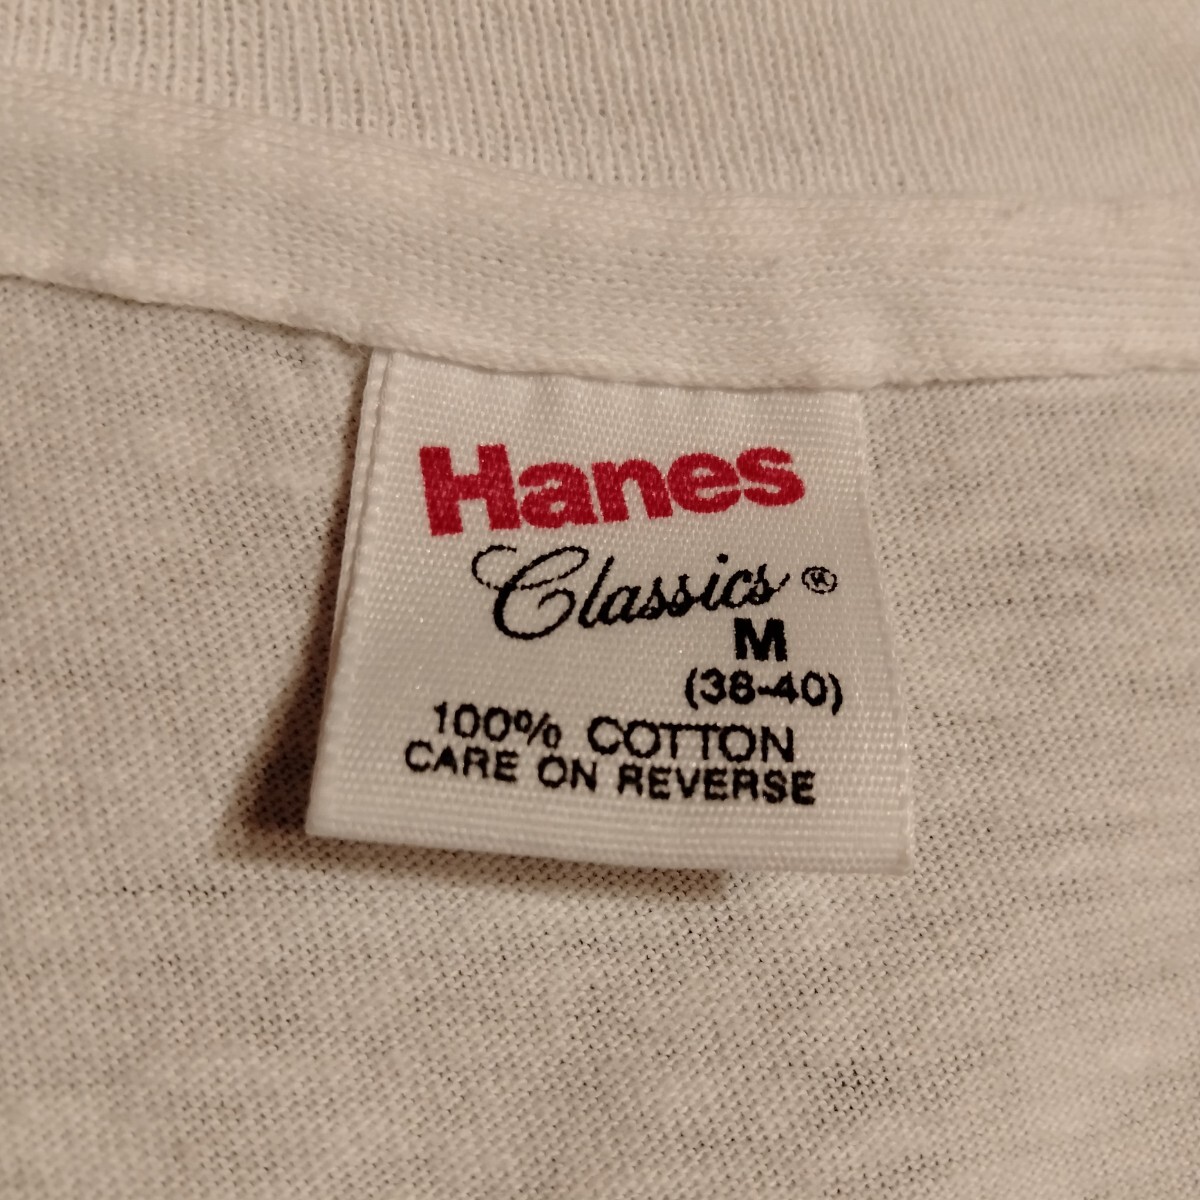 Hanes
Classics ®
M
(38-40)
100% COTTON
CARE ON REVERSE